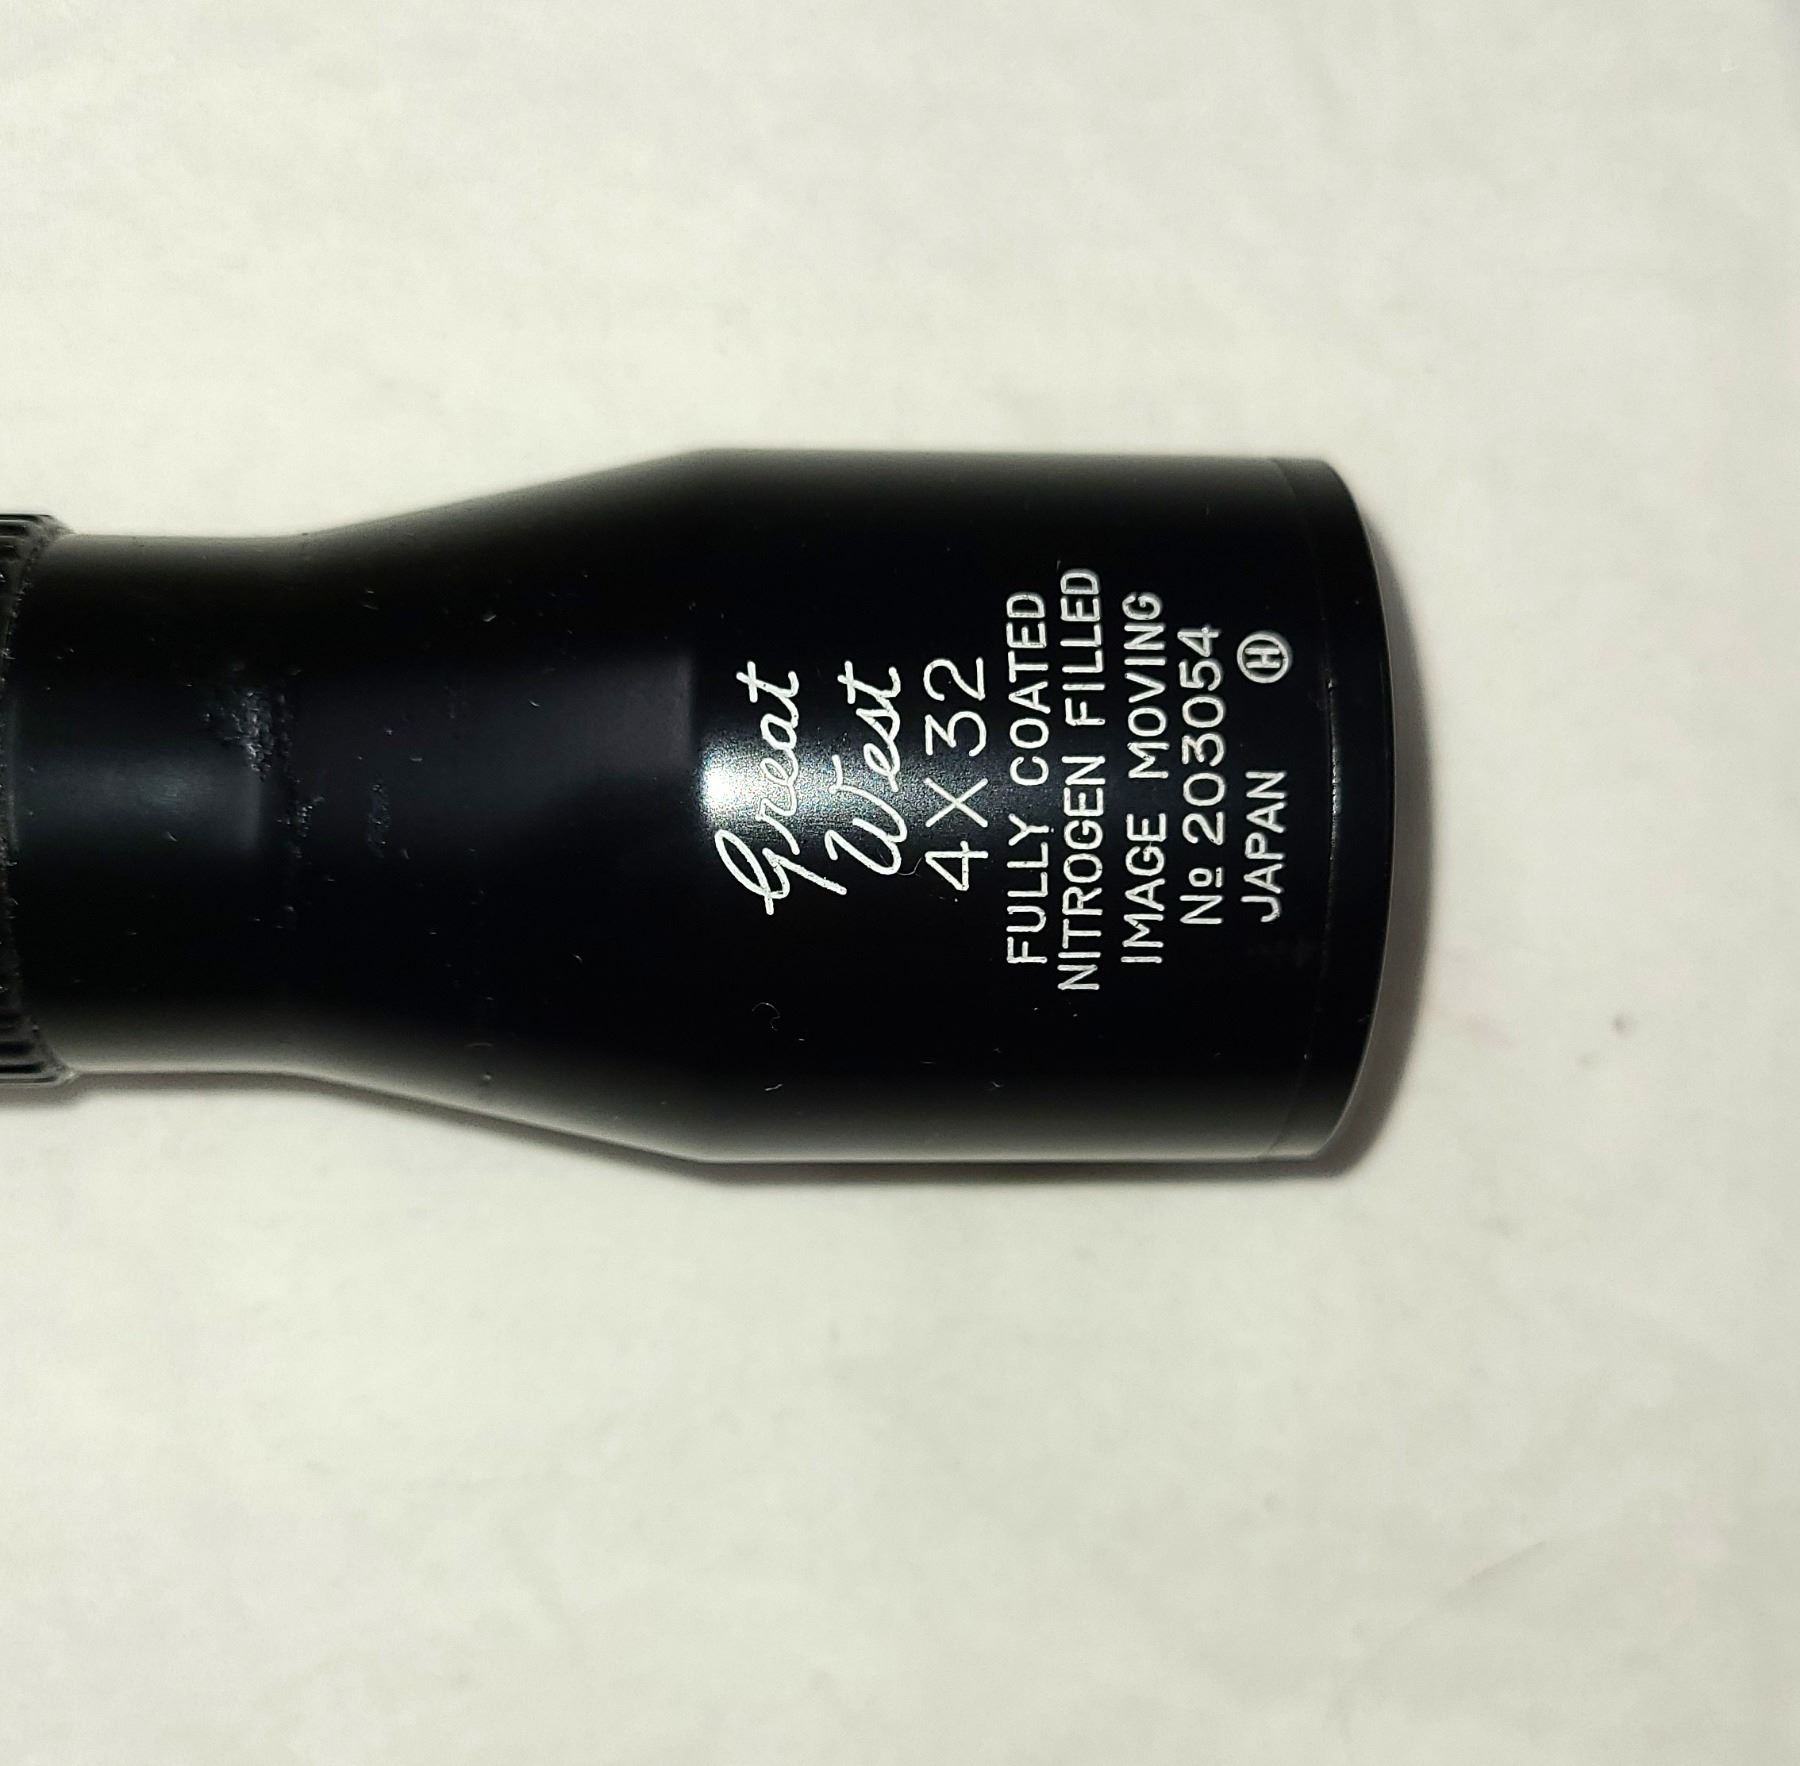 Great
West
4X32
FULLY COATED
NITROGEN FILLED
IMAGE MOVING
№ 203054
JAPAN Ⓗ